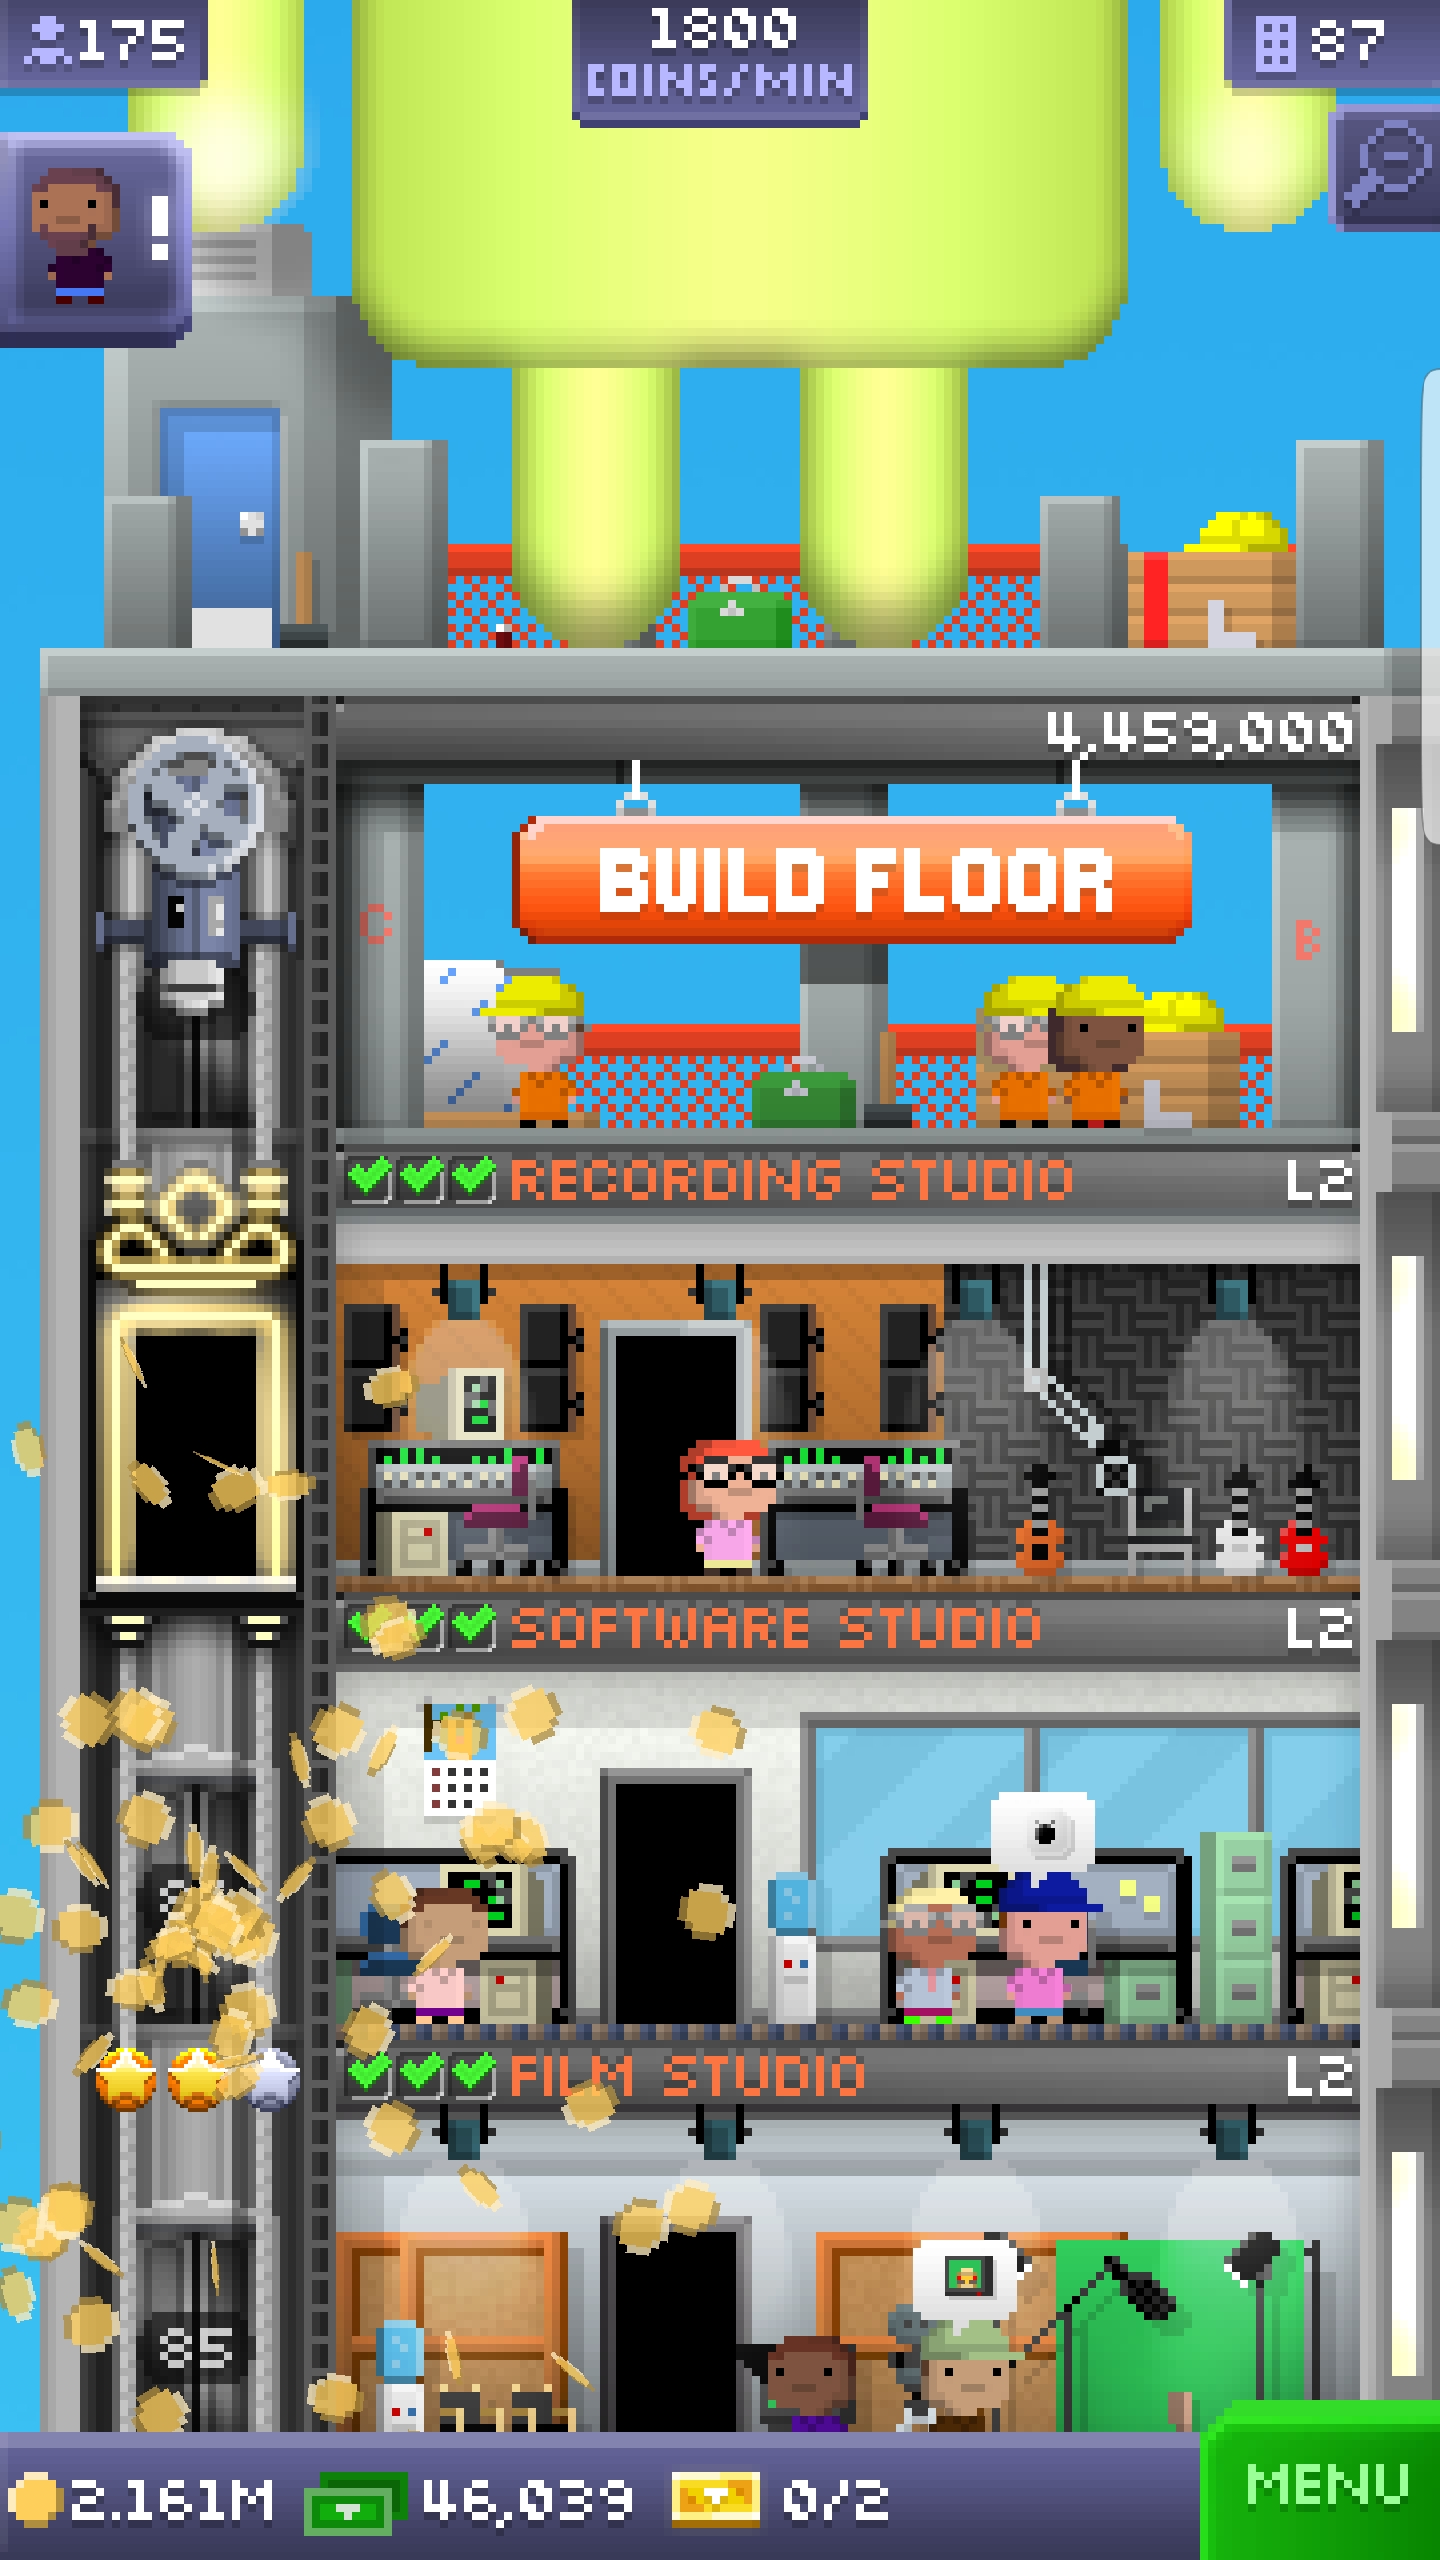 175
1800
COINS/MIN
87
!
4,459,000
BUILD FLOOR
C
B
RECORDING STUDIO L2
SOFTWARE STUDIO L2
FILM STUDIO L2
85
2.161M 46,039 0/2
MENU